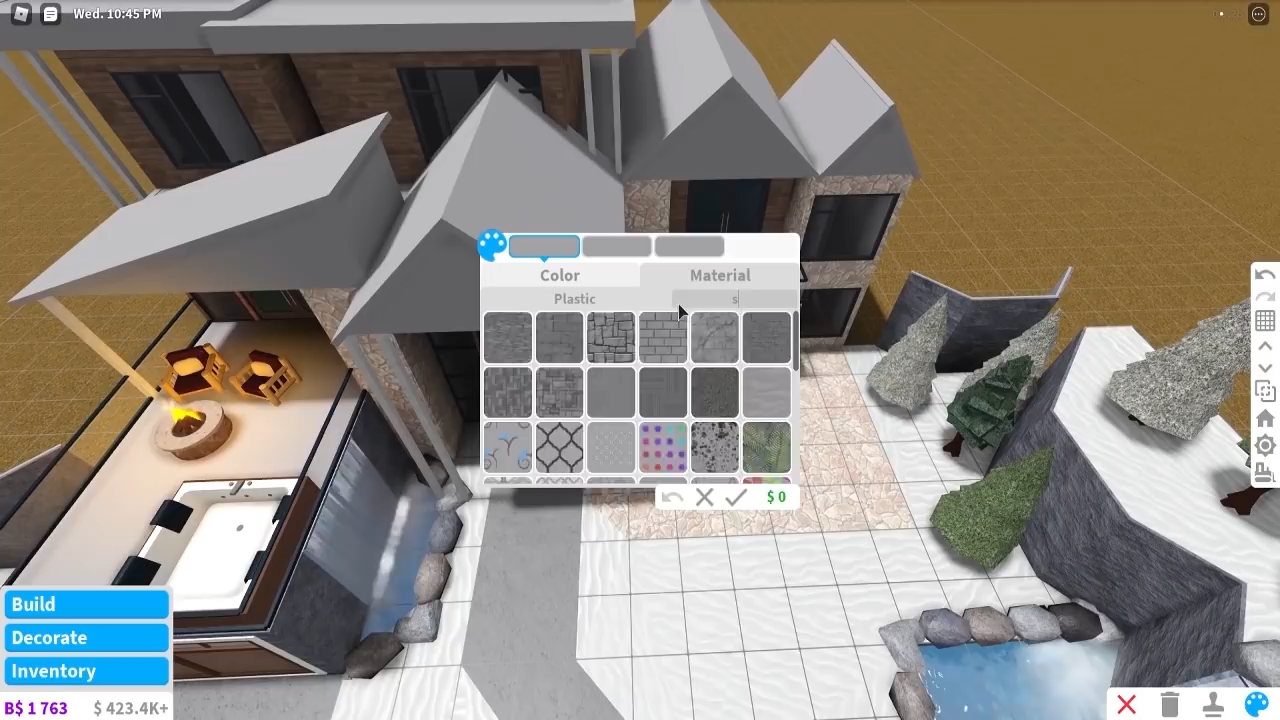 Wed. 10:45 PM
Color
Material
Plastic
s
$ 0
Build
Decorate
Inventory
B$ 1 763
$ 423.4K+